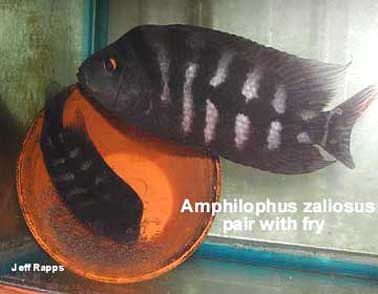 Amphilophus zaliosus
pair with fry
Jeff Rapps